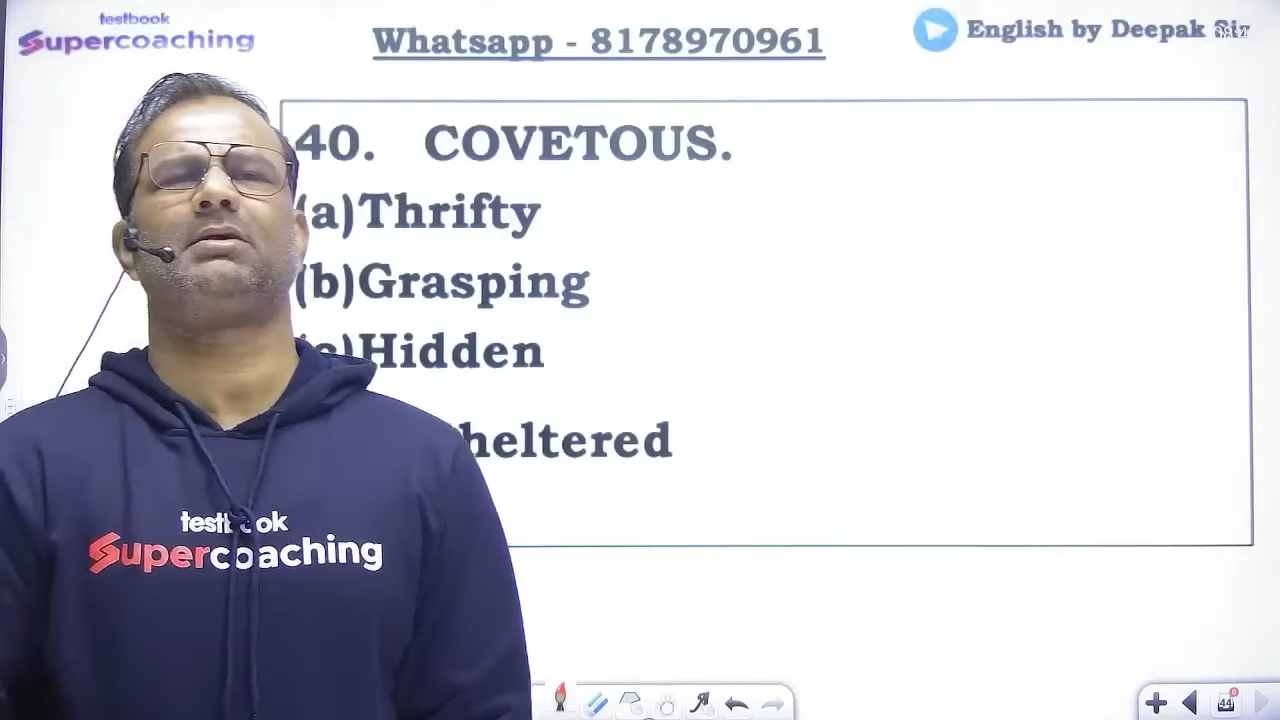 testbook
Supercoaching
Whatsapp - 8178970961
English by Deepak Sir
40. COVETOUS.
(a)Thrifty
(b)Grasping
(c)Hidden
heltered
testbook
Supercoaching
44